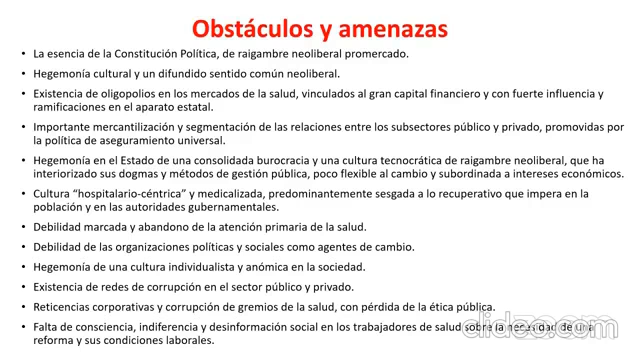 Obstáculos y amenazas
• La esencia de la Constitución Política, de raigambre neoliberal promercado.
• Hegemonía cultural y un difundido sentido común neoliberal.
• Existencia de oligopolios en los mercados de la salud, vinculados al gran capital financiero y con fuerte influencia y
ramificaciones en el aparato estatal.
• Importante mercantilización y segmentación de las relaciones entre los subsectores público y privado, promovidas por
la política de aseguramiento universal.
• Hegemonía en el Estado de una consolidada burocracia y una cultura tecnocrática de raigambre neoliberal, que ha
interiorizado sus dogmas y métodos de gestión pública, poco flexible al cambio y subordinada a intereses económicos.
• Cultura “hospitalario-céntrica” y medicalizada, predominantemente sesgada a lo recuperativo que impera en la
población y en las autoridades gubernamentales.
• Debilidad marcada y abandono de la atención primaria de la salud.
• Debilidad de las organizaciones políticas y sociales como agentes de cambio.
• Hegemonía de una cultura individualista y anómica en la sociedad.
• Existencia de redes de corrupción en el sector público y privado.
• Reticencias corporativas y corrupción de gremios de la salud, con pérdida de la ética pública.
• Falta de consciencia, indiferencia y desinformación social en los trabajadores de salud sobre la necesidad de una
reforma y sus condiciones laborales.
clideo.com